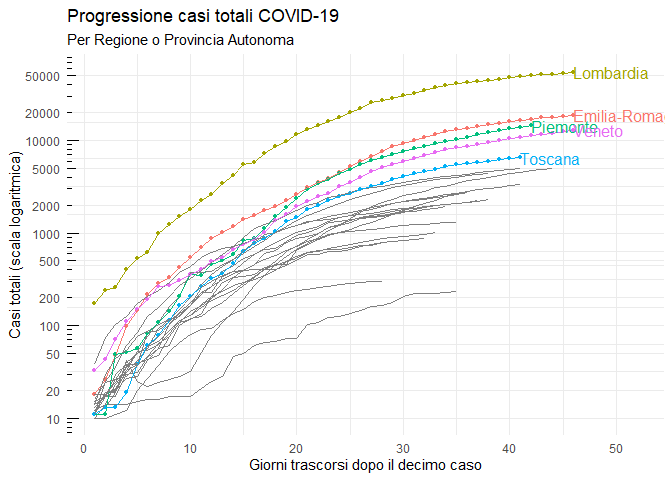 Progressione casi totali COVID-19
Per Regione o Provincia Autonoma
Casi totali (scala logaritmica)
50000
20000
10000
5000
2000
1000
500
200
100
50
20
10
Lombardia
Emilia-Romag
Piemonte
Veneto
Toscana
0
10
20
30
40
50
Giorni trascorsi dopo il decimo caso